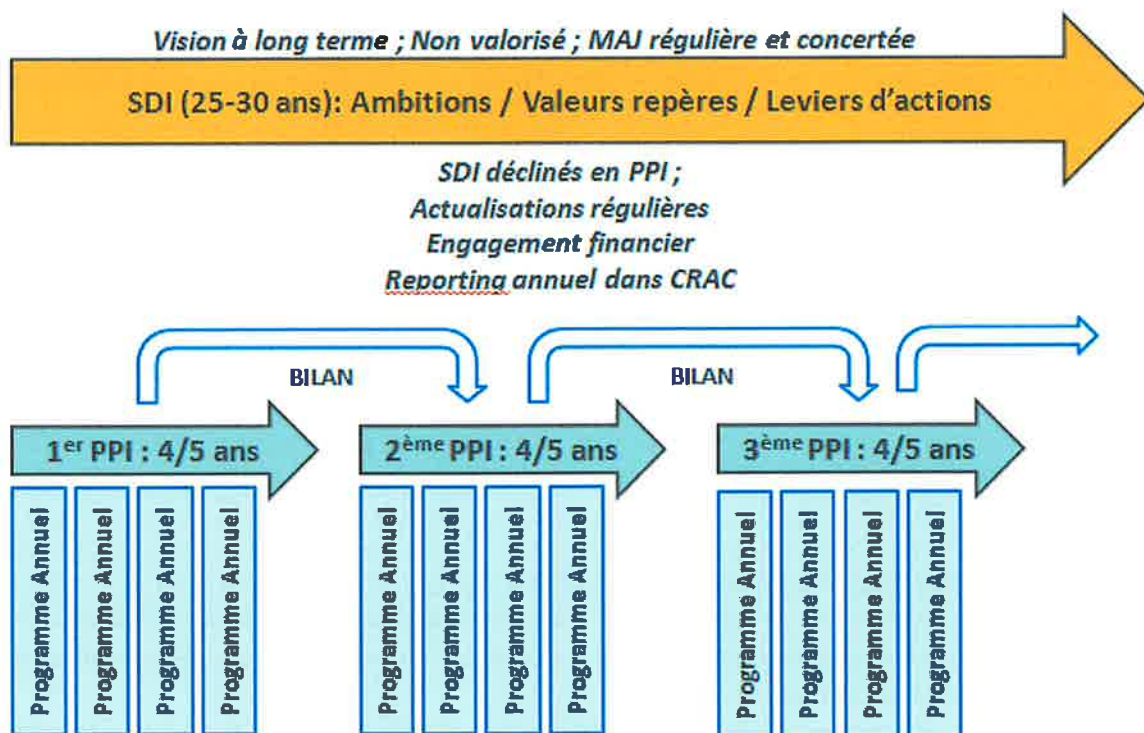 Vision à long terme ; Non valorisé ; MAJ régulière et concertée
SDI (25-30 ans): Ambitions / Valeurs repères / Leviers d'actions
SDI déclinés en PPI ;
Actualisations régulières
Engagement financier
Reporting annuel dans CRAC
BILAN
BILAN
1er PPI : 4/5 ans
2ème PPI : 4/5 ans
3ème PPI : 4/5 ans
Programme Annuel
Programme Annuel
Programme Annuel
Programme Annuel
Programme Annuel
Programme Annuel
Programme Annuel
Programme Annuel
Programme Annuel
Programme Annuel
Programme Annuel
Programme Annuel